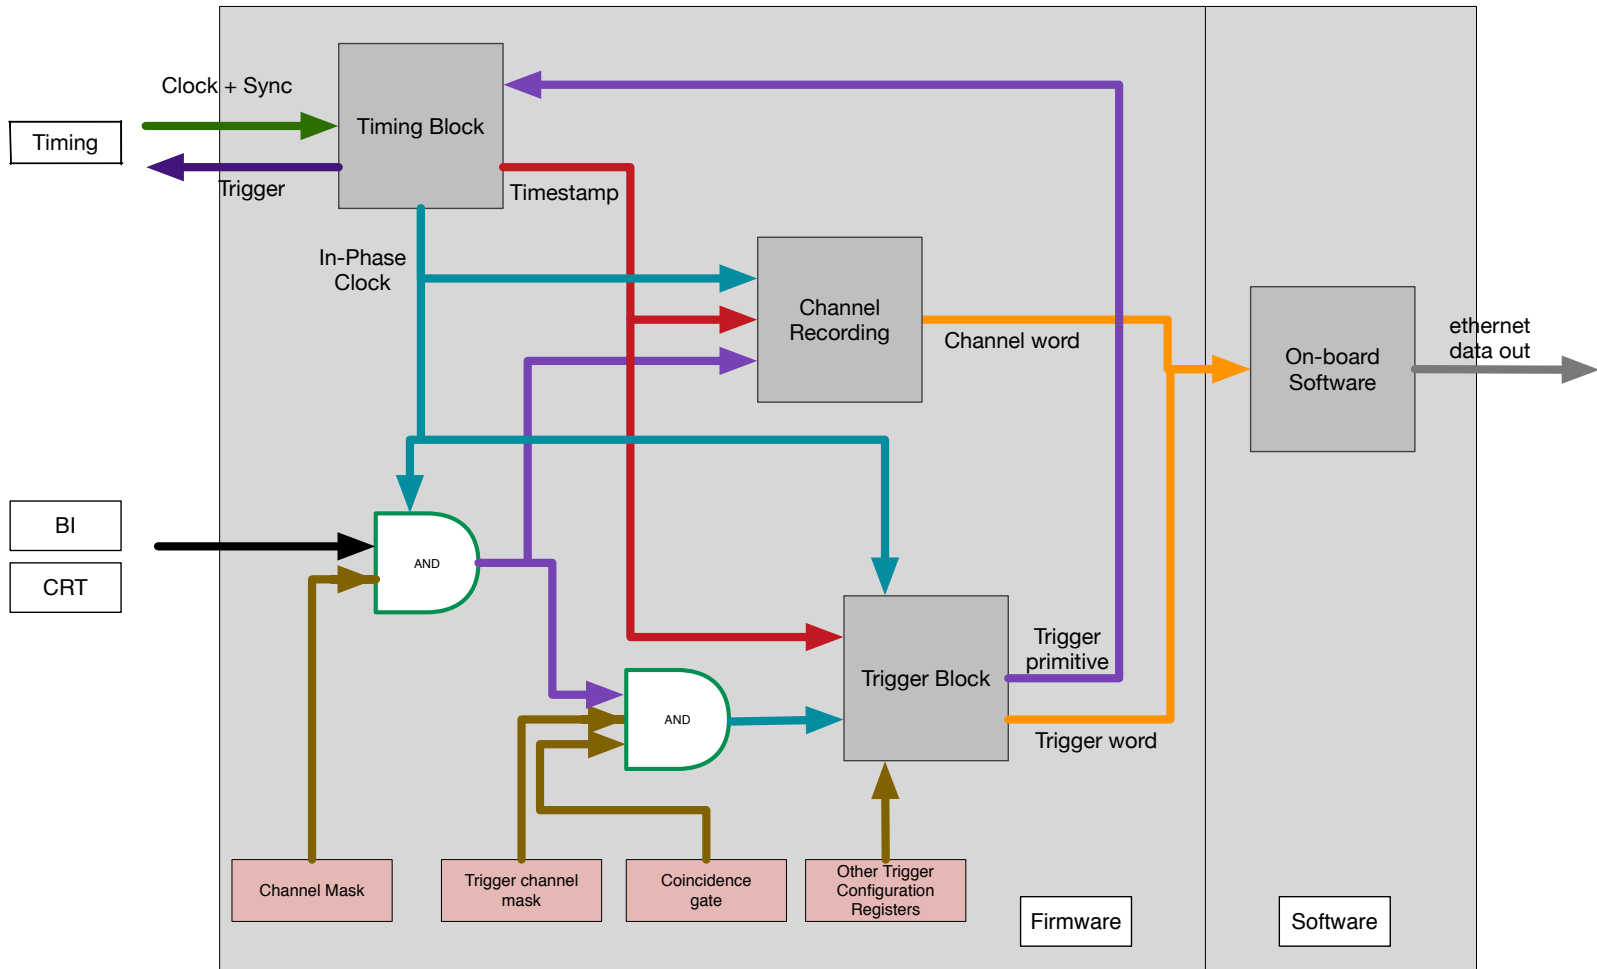 Clock + Sync
Timing
Timing Block
Trigger
Timestamp
In-Phase
Clock
Channel
Recording
Channel word
ethernet
data out
On-board
Software
BI
CRT
AND
AND
Trigger
primitive
Trigger Block
Trigger word
Channel Mask
Trigger channel
mask
Coincidence
gate
Other Trigger
Configuration
Registers
Firmware
Software